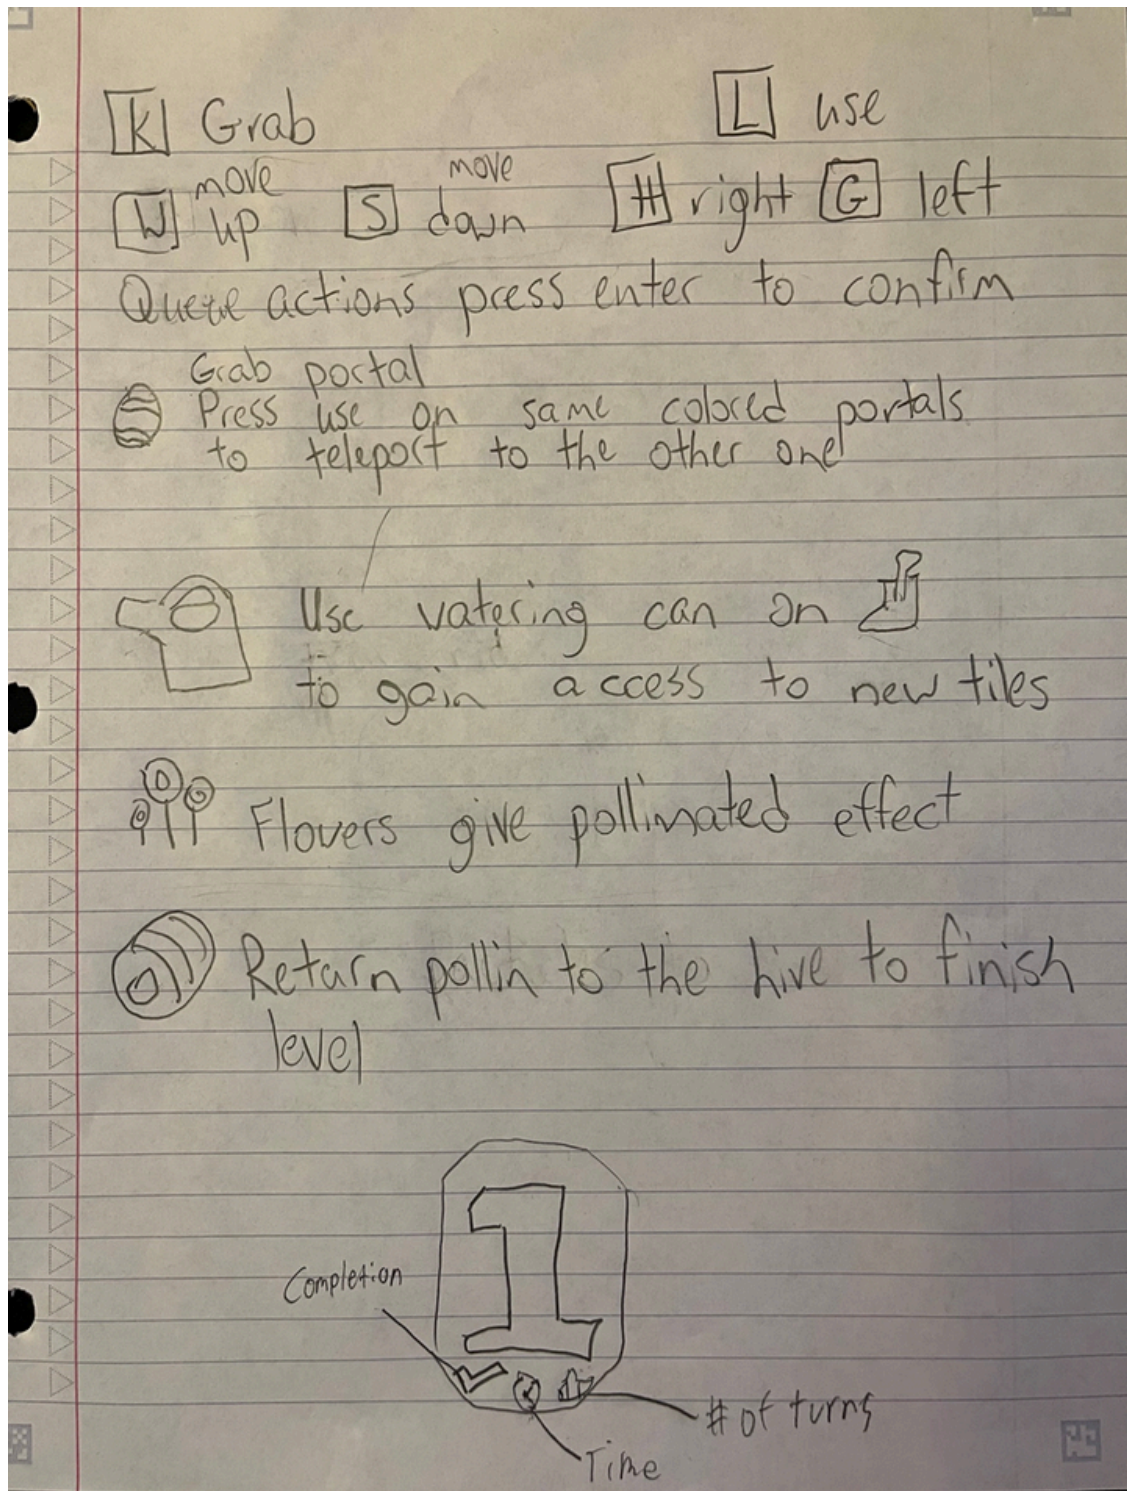 K Grab L use
W move up S move down H right G left
Queue actions press enter to confirm
Grab portal
Press use on same colored portals
to teleport to the other one
Use vatering can on
to gain access to new tiles
Flovers give pollinated effect
Return pollin to the hive to finish
level
1
Completion
# of turns
Time